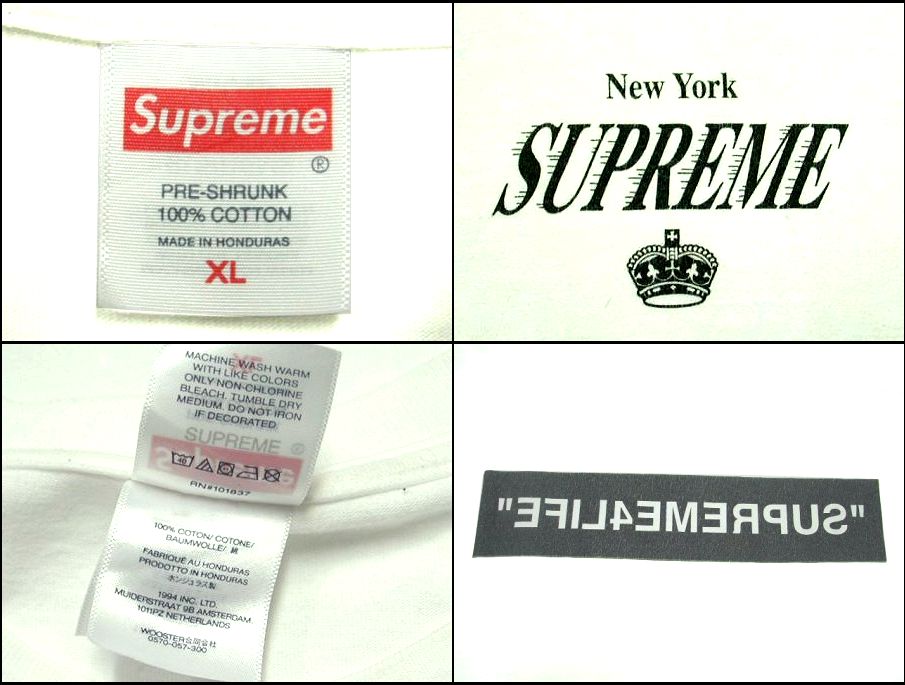 Supreme
®
PRE-SHRUNK
100% COTTON
MADE IN HONDURAS
XL
New York
SUPREME
MACHINE WASH WARM
WITH LIKE COLORS
ONLY NON-CHLORINE
BLEACH. TUMBLE DRY
MEDIUM. DO NOT IRON
IF DECORATED
SUPREME ®
40
RN#101837
100% COTON/ COTONE/
BAUMWOLLE/ 綿
FABRIQUÉ AU HONDURAS
PRODOTTO IN HONDURAS
ホンジュラス製
1994 INC. LTD.
MUIDERSTRAAT 9B AMSTERDAM.
1011PZ NETHERLANDS
WOOSTER合同会社
0570-057-300
"SUPREME4LIFE"